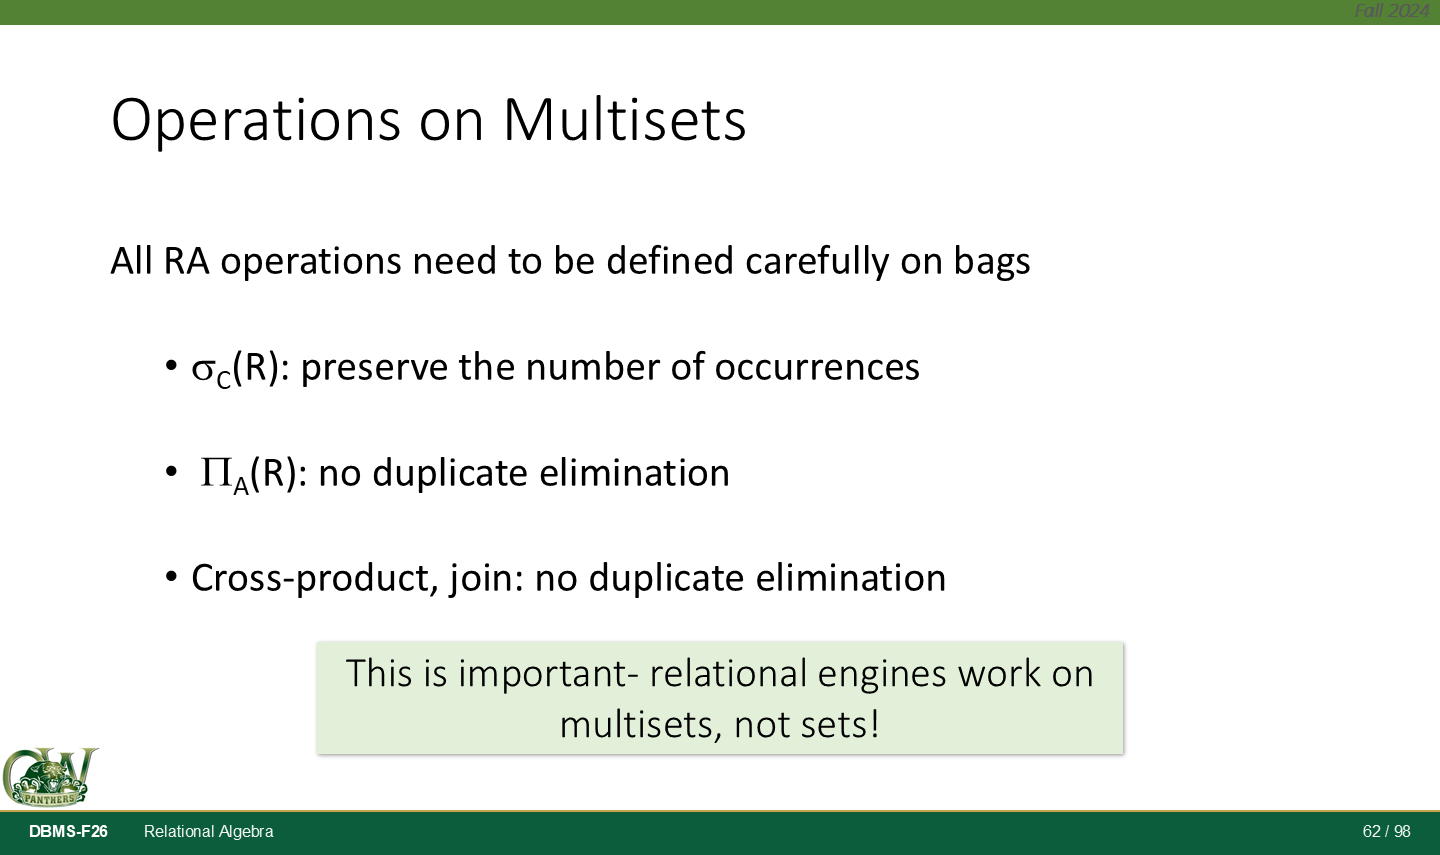 Fall 2024
Operations on Multisets
All RA operations need to be defined carefully on bags
• σC(R): preserve the number of occurrences
• ΠA(R): no duplicate elimination
• Cross-product, join: no duplicate elimination
This is important- relational engines work on
multisets, not sets!
OW
PANTHERS
DBMS-F26 Relational Algebra 62 / 98